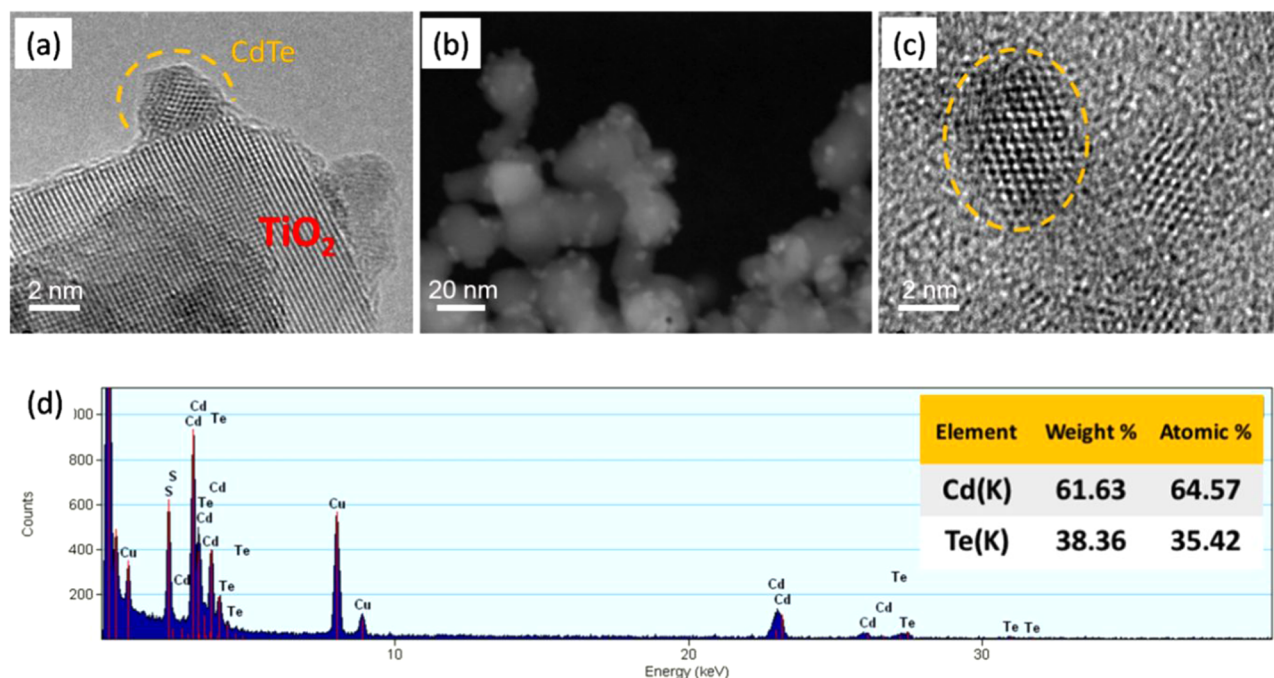 (a)
CdTe
TiO₂
2 nm
(b)
20 nm
(c)
2 nm
(d)
Counts
)00
800
600
400
200
Cu
S
S
Cd
Cd
Cd
Te
Cd
Te
Cd
Cd
Te
Te
Te
Cu
Cu
Cd
Cd
Te
Cd
Cd
Te
Te Te
10 20 30
Energy (keV)
Element Weight % Atomic %
Cd(K) 61.63 64.57
Te(K) 38.36 35.42